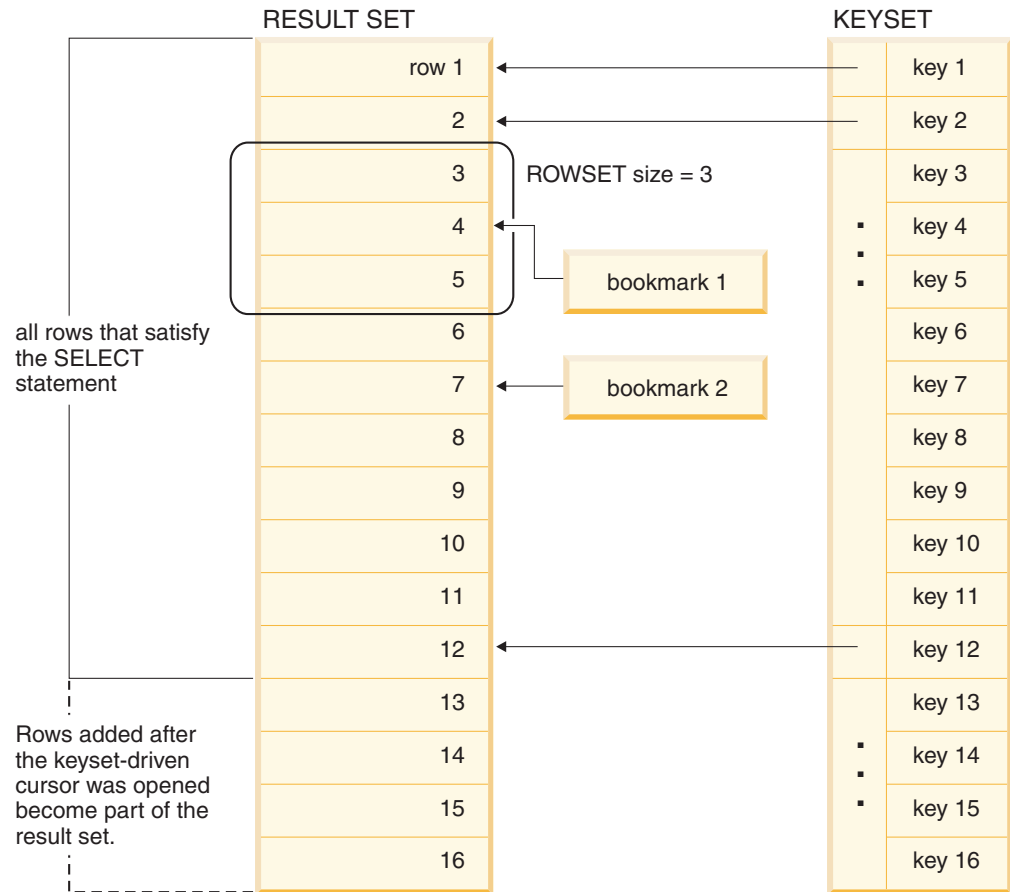 RESULT SET
KEYSET
row 1
key 1
2
key 2
3
ROWSET size = 3
key 3
4
key 4
5
bookmark 1
key 5
all rows that satisfy
the SELECT
statement
6
key 6
7
bookmark 2
key 7
8
key 8
9
key 9
10
key 10
11
key 11
12
key 12
Rows added after
the keyset-driven
cursor was opened
become part of the
result set.
13
key 13
14
key 14
15
key 15
16
key 16